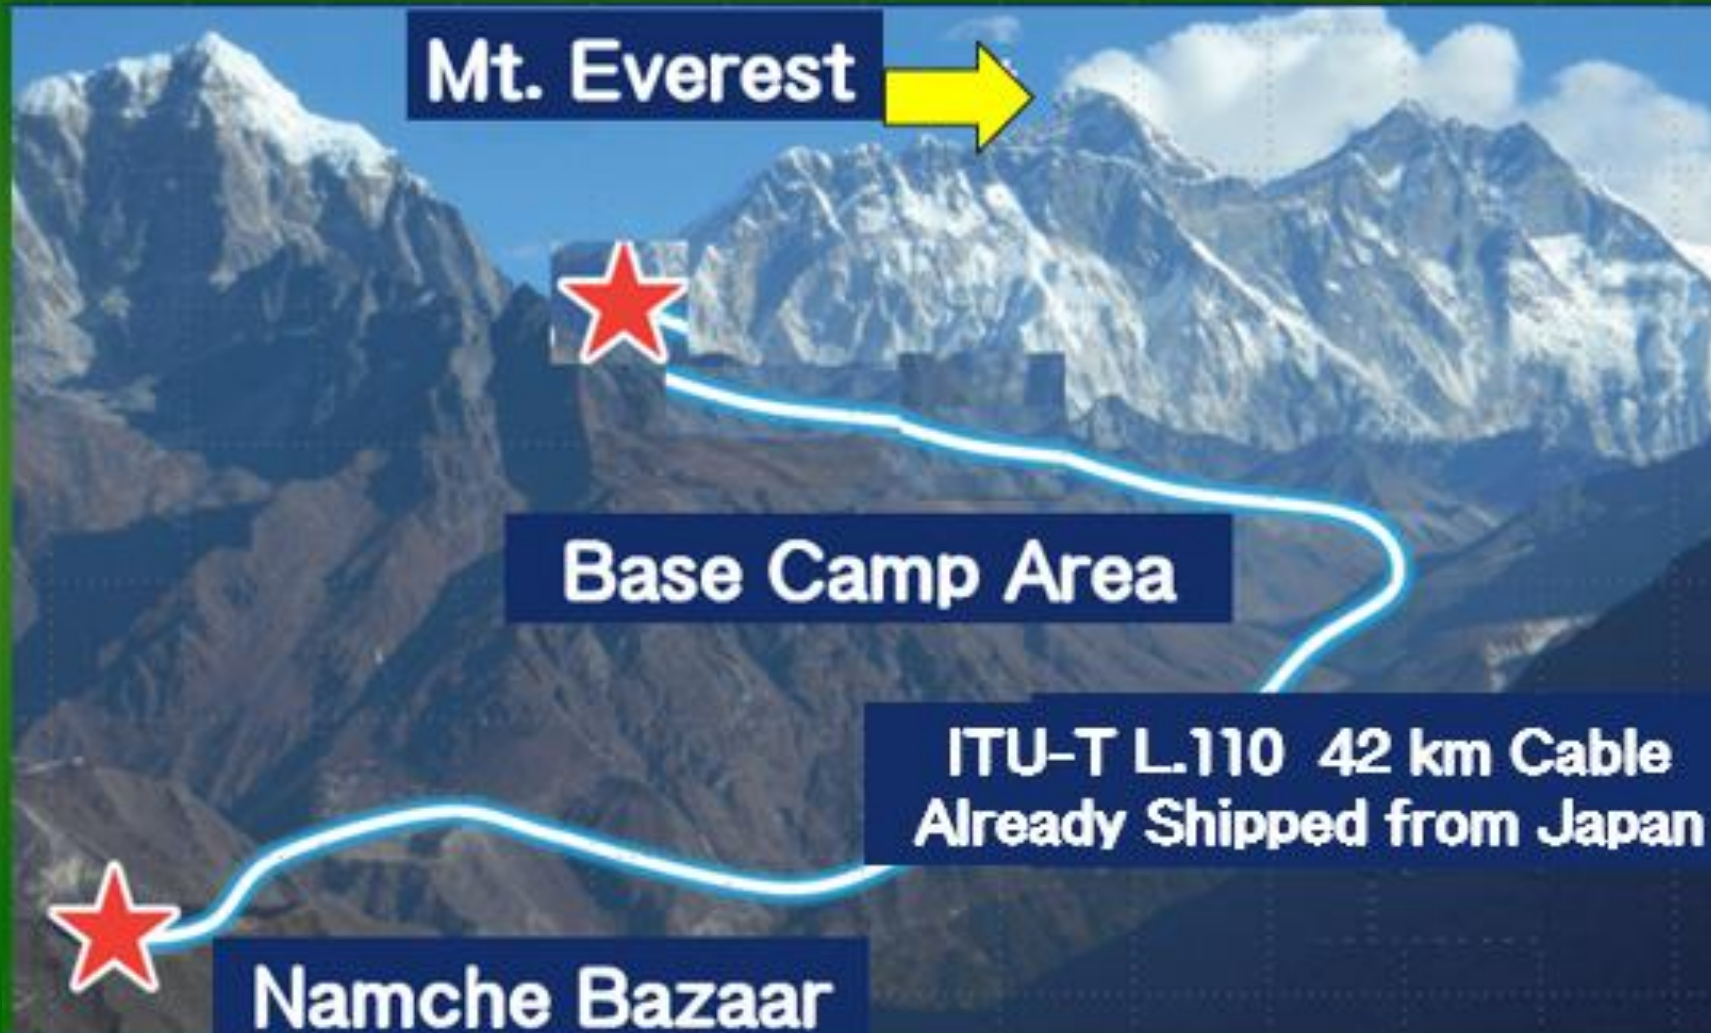 Mt. Everest
Base Camp Area
ITU-T L.110 42 km Cable
Already Shipped from Japan
Namche Bazaar